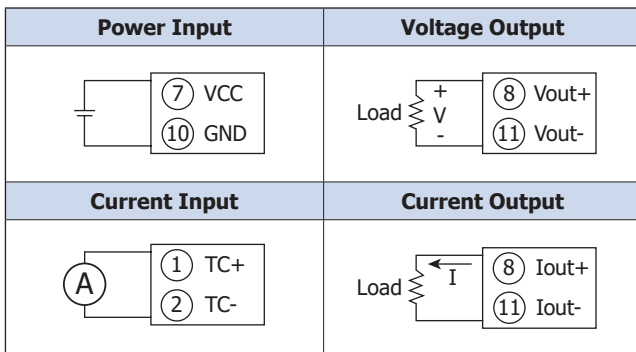 Power Input
Voltage Output
7 VCC
10 GND
Load
+
V
-
8 Vout+
11 Vout-
Current Input
Current Output
A
1 TC+
2 TC-
Load
I
8 Iout+
11 Iout-